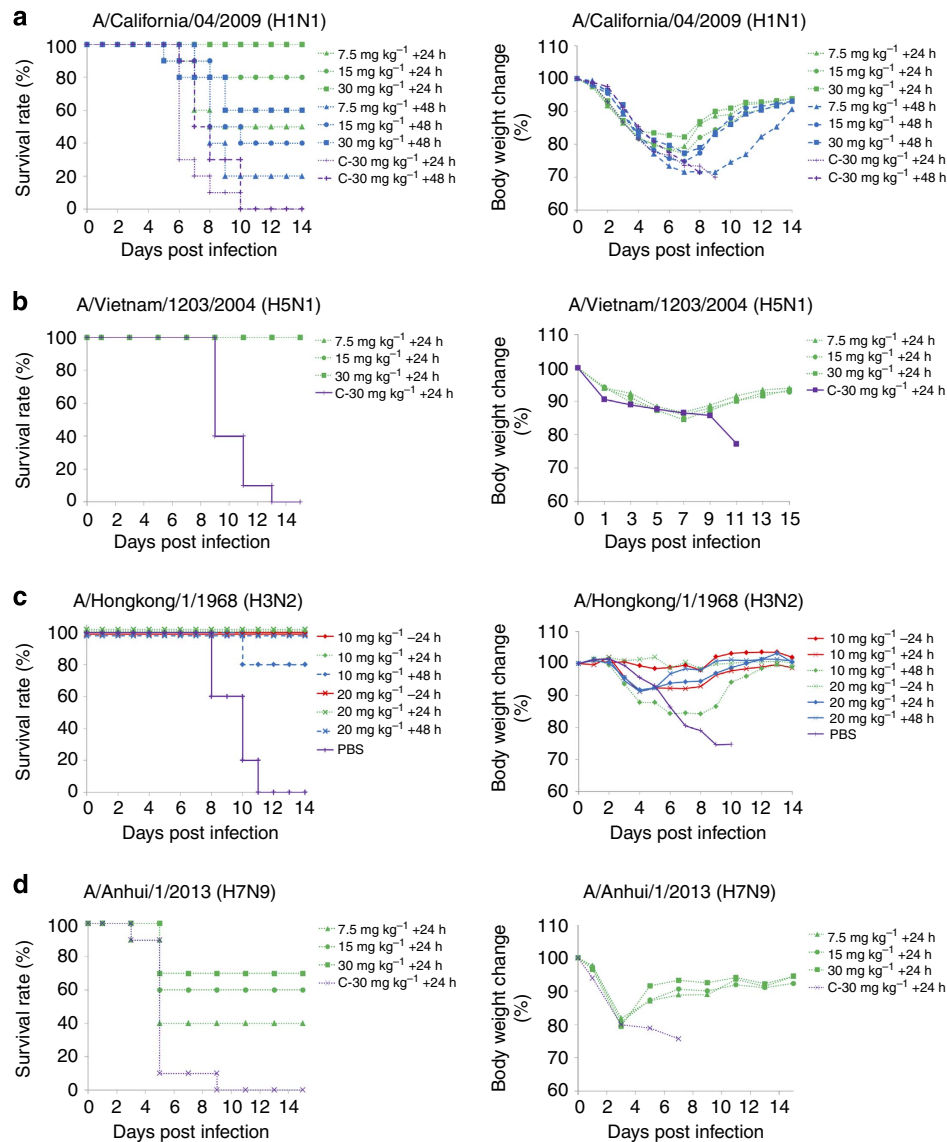 a
A/California/04/2009 (H1N1)
Survival rate (%)
100
80
60
40
20
0
0 2 4 6 8 10 12 14
Days post infection
7.5 mg kg⁻¹ +24 h
15 mg kg⁻¹ +24 h
30 mg kg⁻¹ +24 h
7.5 mg kg⁻¹ +48 h
15 mg kg⁻¹ +48 h
30 mg kg⁻¹ +48 h
C-30 mg kg⁻¹ +24 h
C-30 mg kg⁻¹ +48 h
A/California/04/2009 (H1N1)
Body weight change
(%)
110
100
90
80
70
60
0 2 4 6 8 10 12 14
Days post infection
7.5 mg kg⁻¹ +24 h
15 mg kg⁻¹ +24 h
30 mg kg⁻¹ +24 h
7.5 mg kg⁻¹ +48 h
15 mg kg⁻¹ +48 h
30 mg kg⁻¹ +48 h
C-30 mg kg⁻¹ +24 h
C-30 mg kg⁻¹ +48 h
b
A/Vietnam/1203/2004 (H5N1)
Survival rate (%)
100
80
60
40
20
0
0 2 4 6 8 10 12 14
Days post infection
7.5 mg kg⁻¹ +24 h
15 mg kg⁻¹ +24 h
30 mg kg⁻¹ +24 h
C-30 mg kg⁻¹ +24 h
Body weight change
(%)
110
100
90
80
70
60
0 1 3 5 7 9 11 13 15
Days post infection
7.5 mg kg⁻¹ +24 h
15 mg kg⁻¹ +24 h
30 mg kg⁻¹ +24 h
C-30 mg kg⁻¹ +24 h
c
A/Hongkong/1/1968 (H3N2)
Survival rate (%)
100
80
60
40
20
0
0 2 4 6 8 10 12 14
Days post infection
10 mg kg⁻¹ –24 h
10 mg kg⁻¹ +24 h
10 mg kg⁻¹ +48 h
20 mg kg⁻¹ –24 h
20 mg kg⁻¹ +24 h
20 mg kg⁻¹ +48 h
PBS
A/Hongkong/1/1968 (H3N2)
Body weight change
(%)
110
100
90
80
70
60
0 2 4 6 8 10 12 14
Days post infection
10 mg kg⁻¹ –24 h
10 mg kg⁻¹ +24 h
10 mg kg⁻¹ +48 h
20 mg kg⁻¹ –24 h
20 mg kg⁻¹ +24 h
20 mg kg⁻¹ +48 h
PBS
d
A/Anhui/1/2013 (H7N9)
Survival rate (%)
100
80
60
40
20
0
0 2 4 6 8 10 12 14
Days post infection
7.5 mg kg⁻¹ +24 h
15 mg kg⁻¹ +24 h
30 mg kg⁻¹ +24 h
C-30 mg kg⁻¹ +24 h
A/Anhui/1/2013 (H7N9)
Body weight change
(%)
110
100
90
80
70
60
0 2 4 6 8 10 12 14
Days post infection
7.5 mg kg⁻¹ +24 h
15 mg kg⁻¹ +24 h
30 mg kg⁻¹ +24 h
C-30 mg kg⁻¹ +24 h